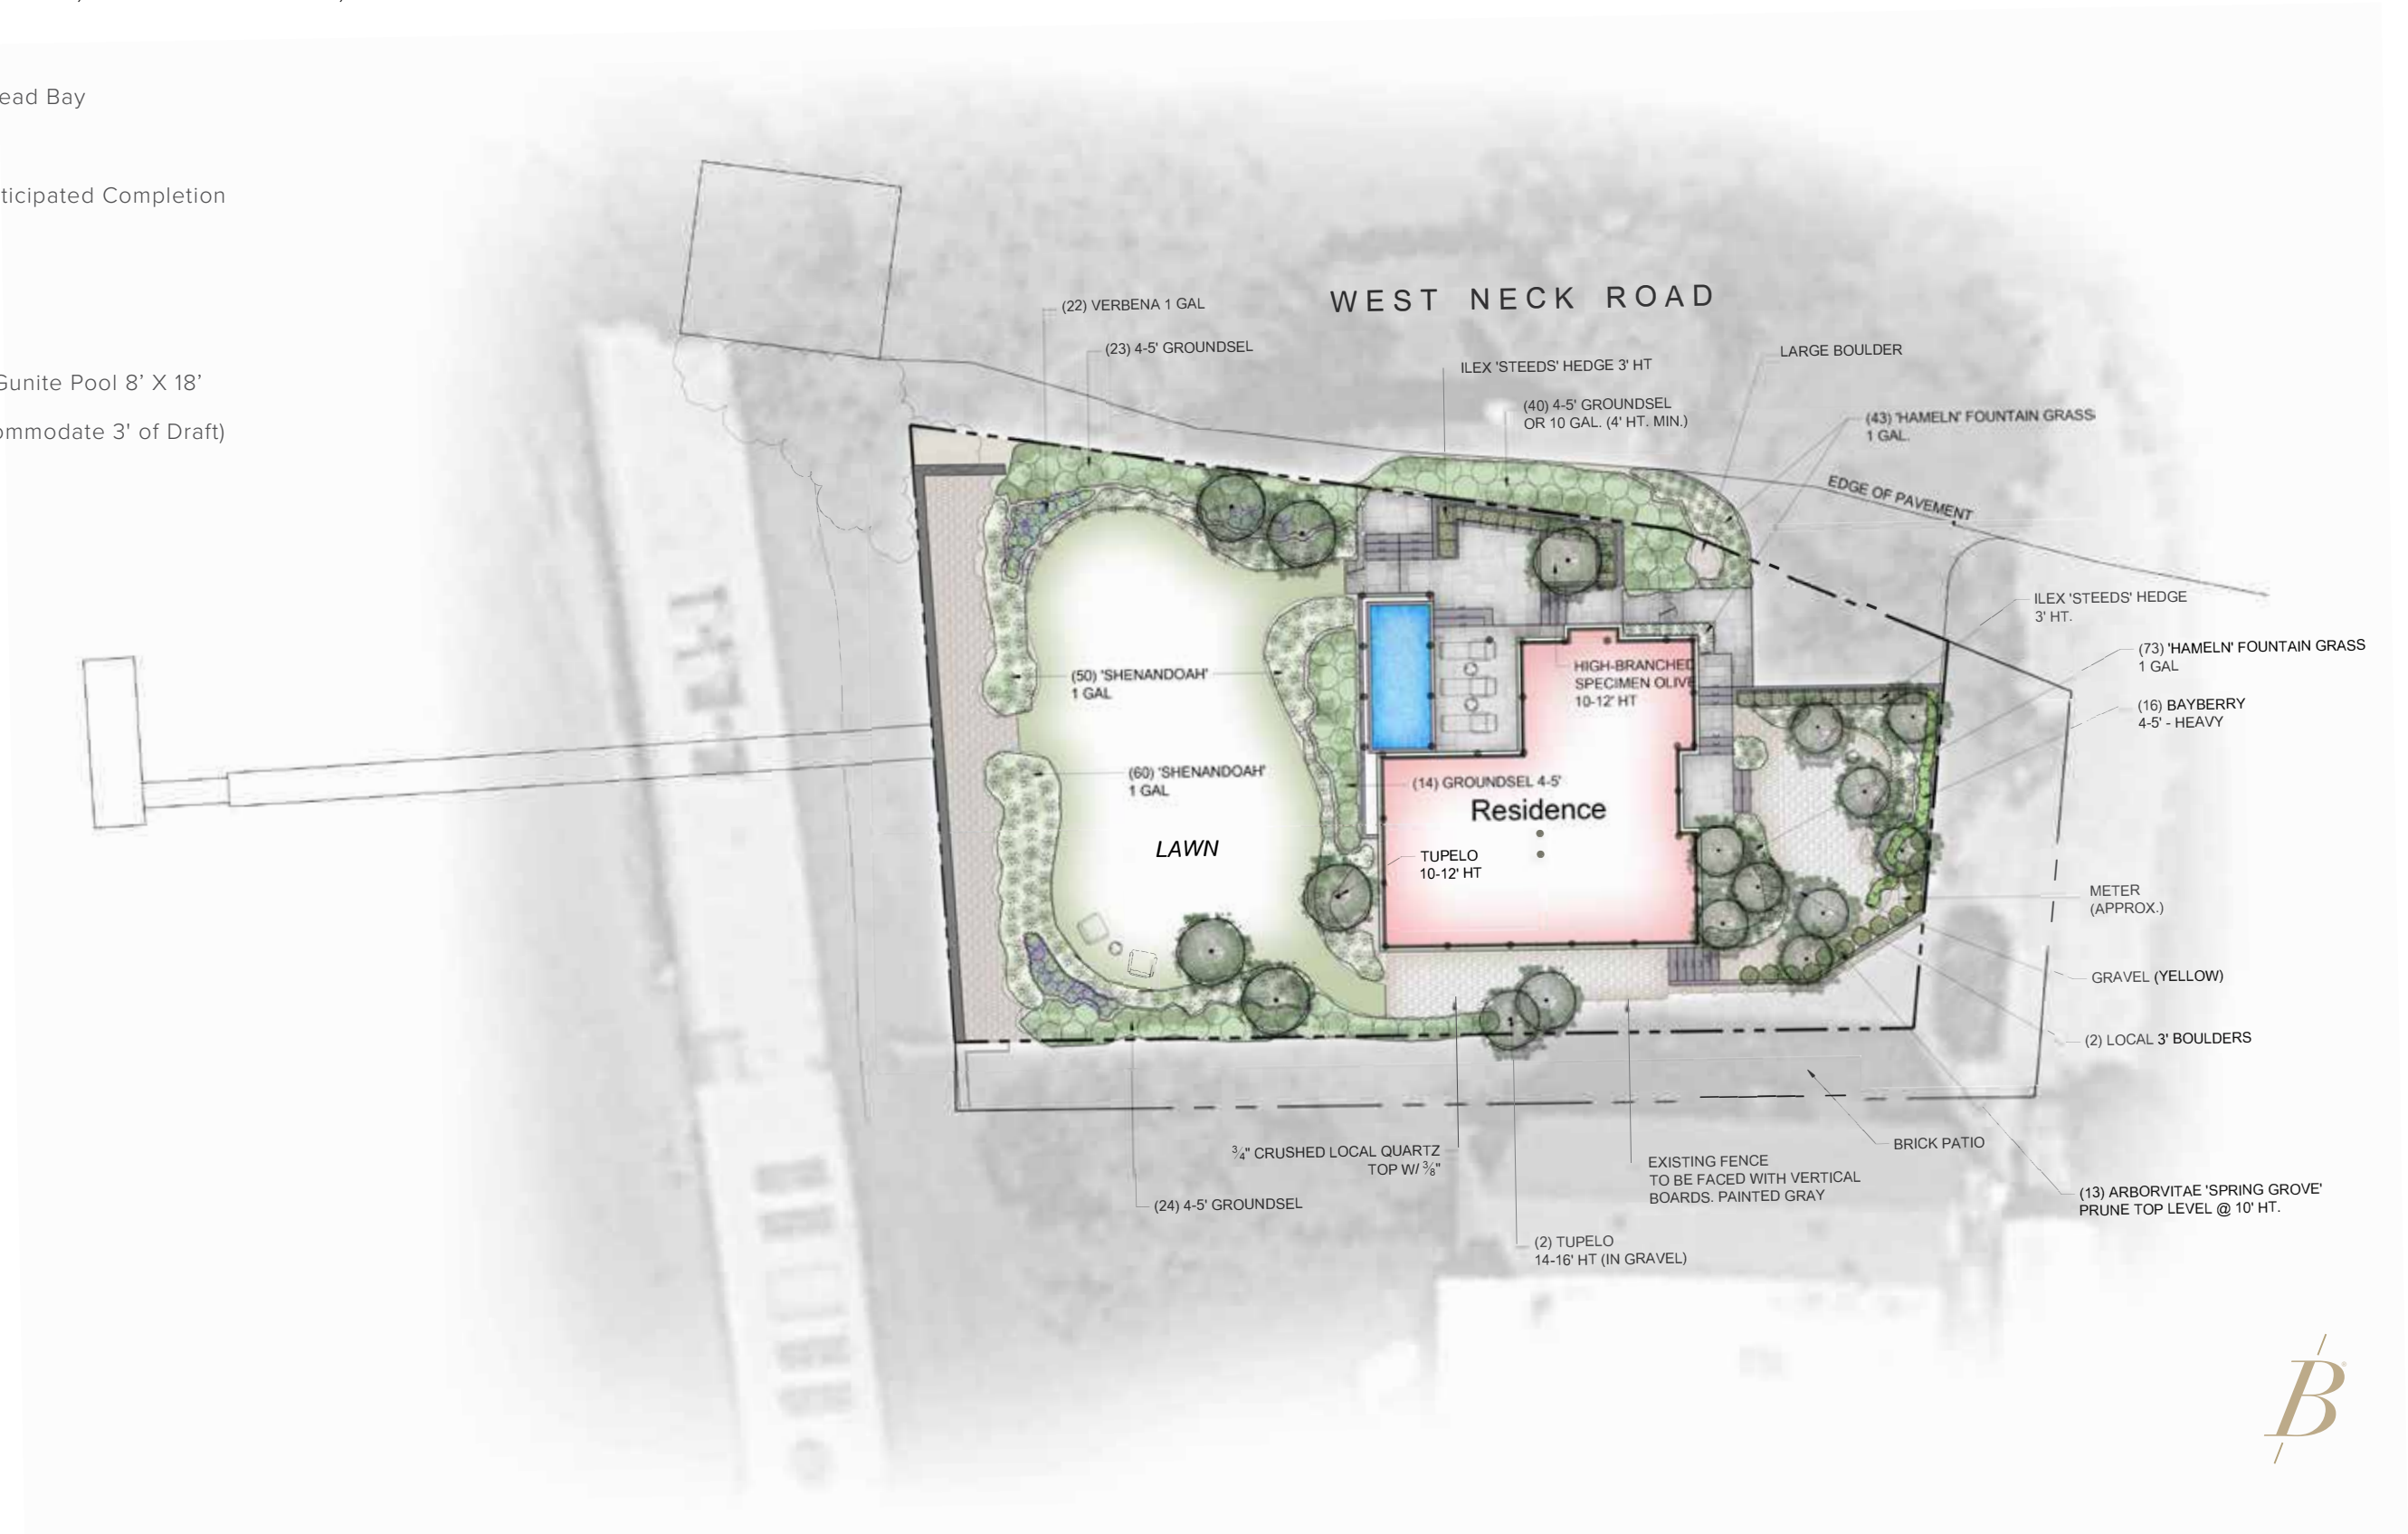 ead Bay
ticipated Completion
Gunite Pool 8’ X 18’
ommodate 3' of Draft)
WEST NECK ROAD
(22) VERBENA 1 GAL
(23) 4-5' GROUNDSEL
ILEX 'STEEDS' HEDGE 3' HT
LARGE BOULDER
(40) 4-5' GROUNDSEL
OR 10 GAL. (4' HT. MIN.)
(43) 'HAMELN' FOUNTAIN GRASS
1 GAL.
EDGE OF PAVEMENT
ILEX 'STEEDS' HEDGE
3' HT.
(73) 'HAMELN' FOUNTAIN GRASS
1 GAL
(16) BAYBERRY
4-5' - HEAVY
(50) 'SHENANDOAH'
1 GAL
HIGH-BRANCHED
SPECIMEN OLIVE
10-12' HT
(60) 'SHENANDOAH'
1 GAL
(14) GROUNDSEL 4-5'
Residence
LAWN
TUPELO
10-12' HT
METER
(APPROX.)
GRAVEL (YELLOW)
(2) LOCAL 3' BOULDERS
BRICK PATIO
¾" CRUSHED LOCAL QUARTZ
TOP W/ ⅜"
EXISTING FENCE
TO BE FACED WITH VERTICAL
BOARDS. PAINTED GRAY
(24) 4-5' GROUNDSEL
(13) ARBORVITAE 'SPRING GROVE'
PRUNE TOP LEVEL @ 10' HT.
(2) TUPELO
14-16' HT (IN GRAVEL)
B